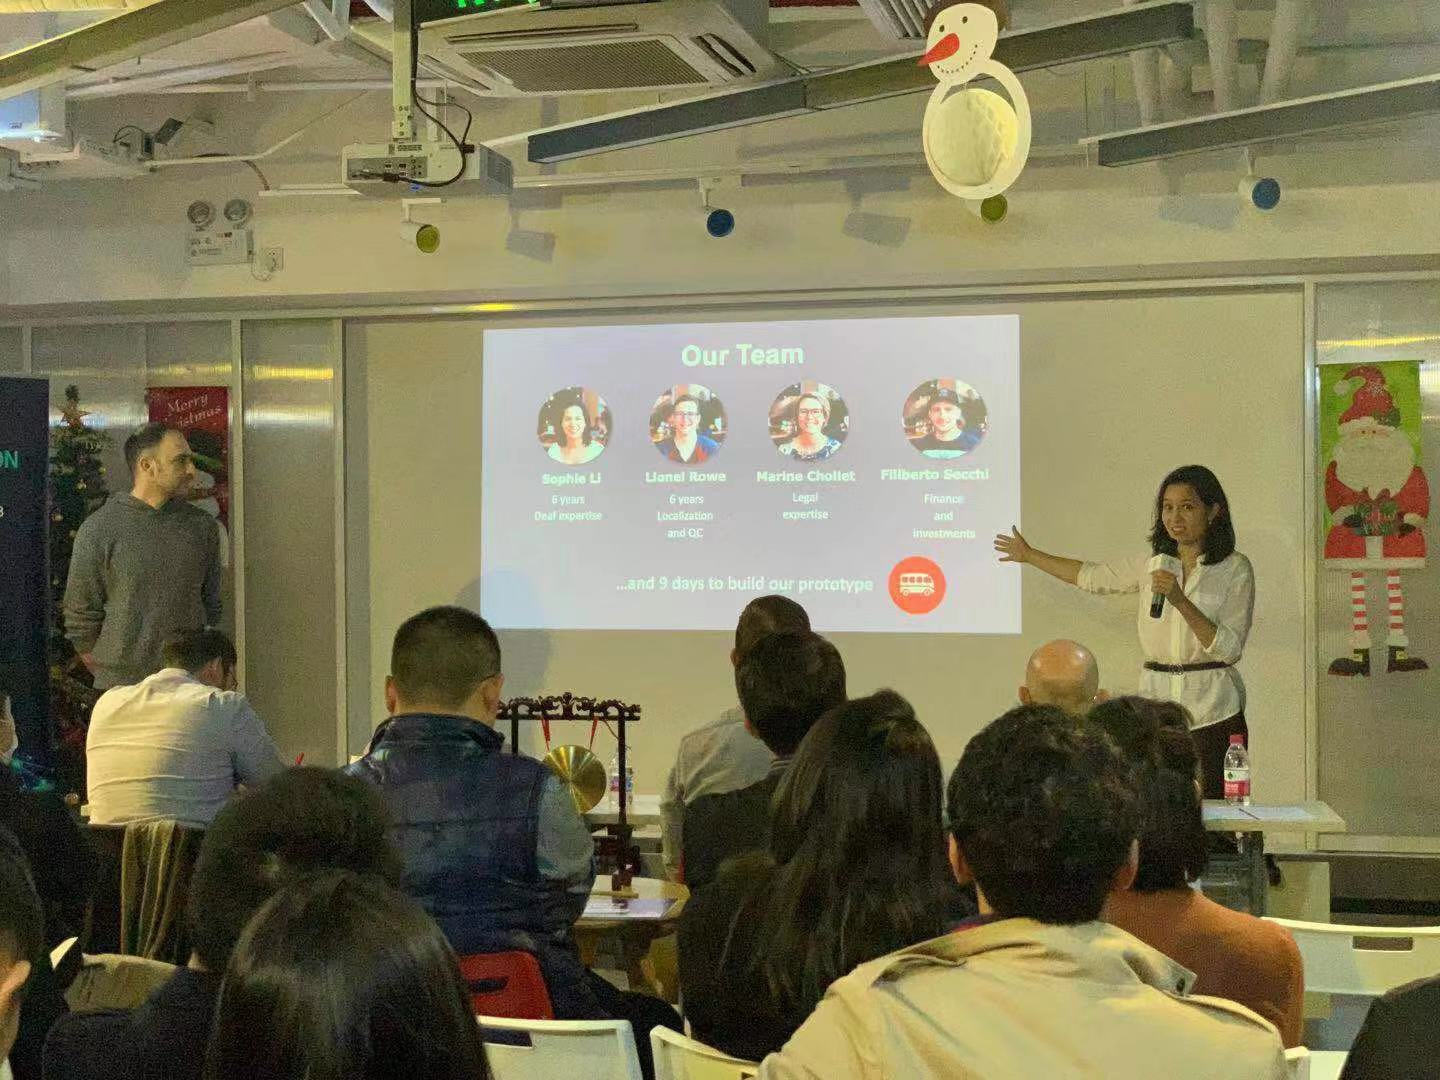 Our Team
Sophie Li
6 years
Deaf expertise
Lionel Rowe
6 years
Localization
and QC
Marine Chollet
Legal
expertise
Filiberto Secchi
Finance
and
investments
...and 9 days to build our prototype
Merry
ON